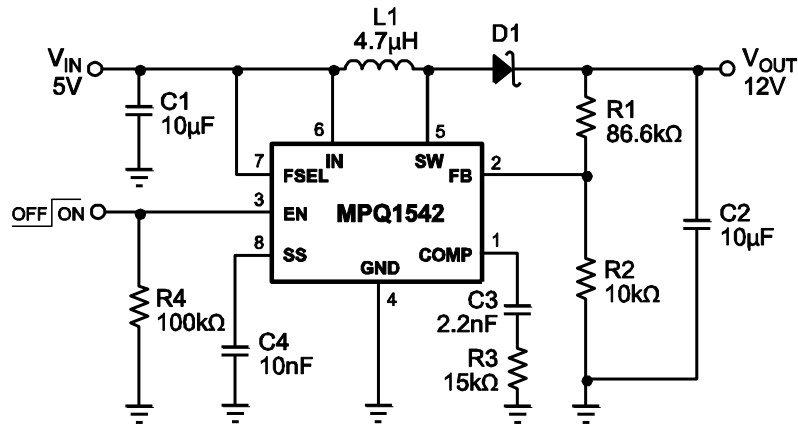 L1
4.7µH
D1
VIN
5V
VOUT
12V
C1
10µF
R1
86.6kΩ
6
5
IN
SW
7
FSEL
FB
2
OFF ON
3
EN
MPQ1542
C2
10µF
8
SS
COMP
1
GND
4
R2
10kΩ
R4
100kΩ
C3
2.2nF
C4
10nF
R3
15kΩ